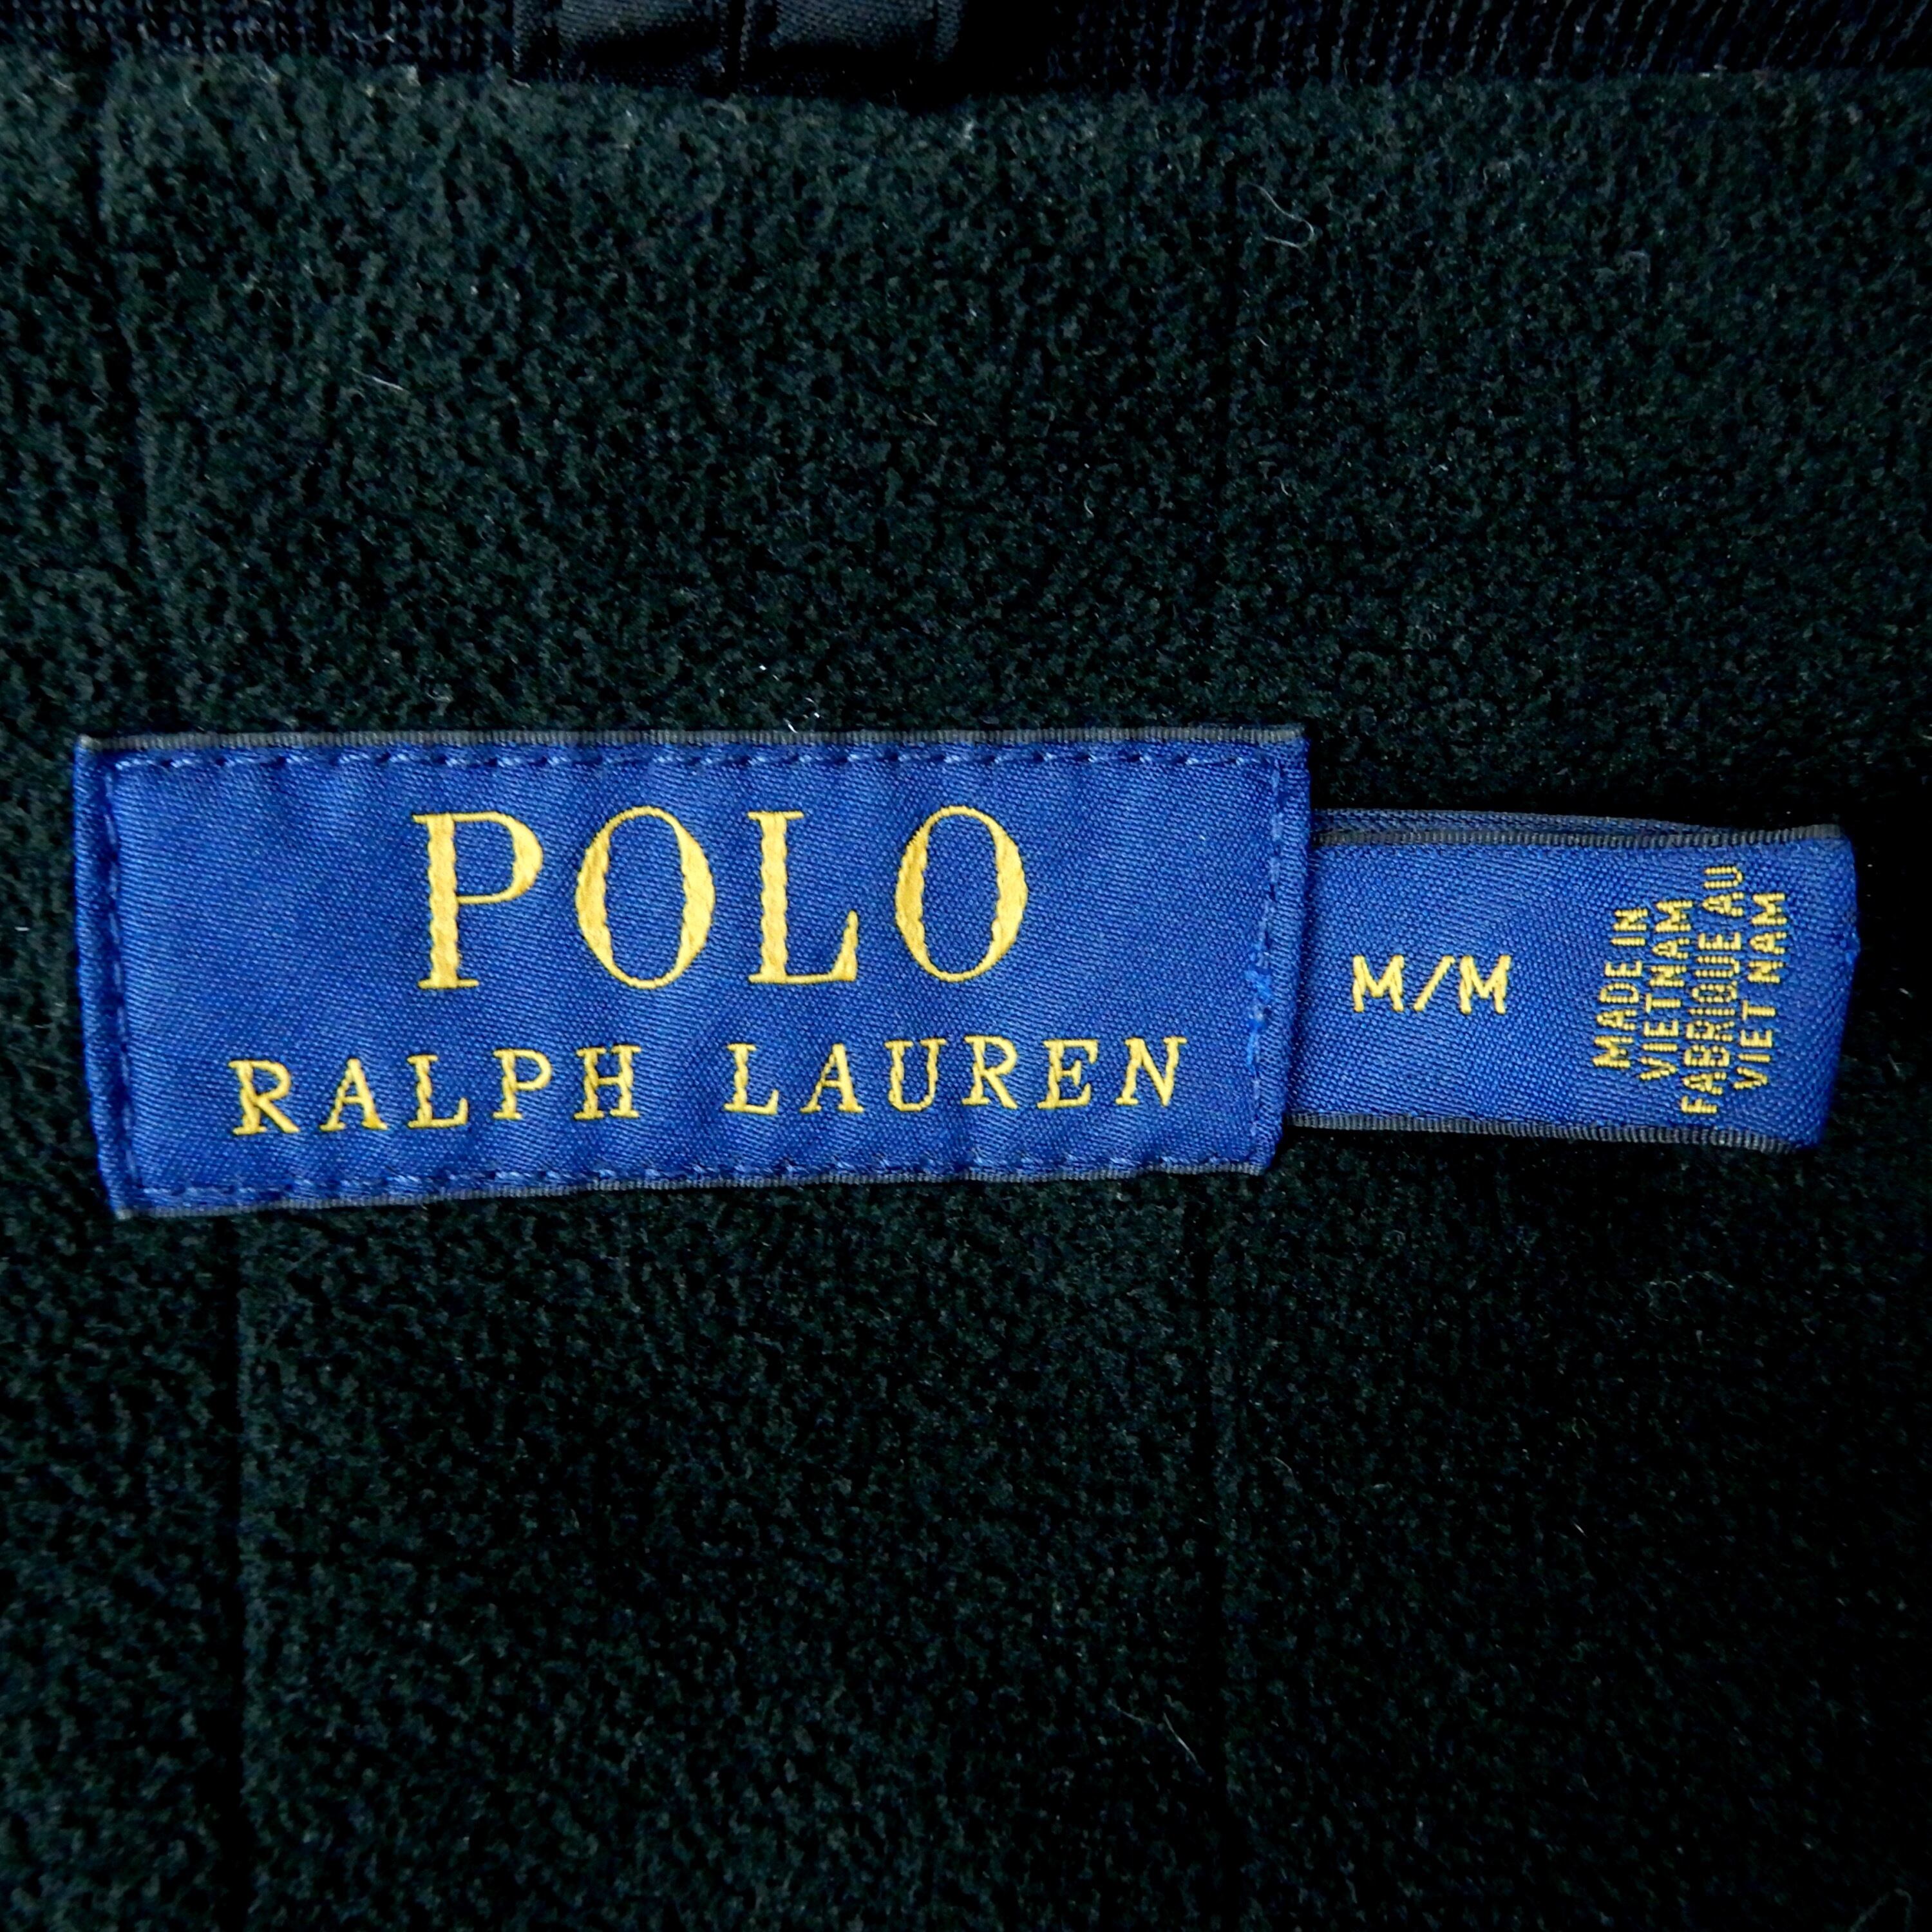 POLO
RALPH LAUREN
M/M
MADE IN
VIETNAM
FABRIQUE AU
VIET NAM